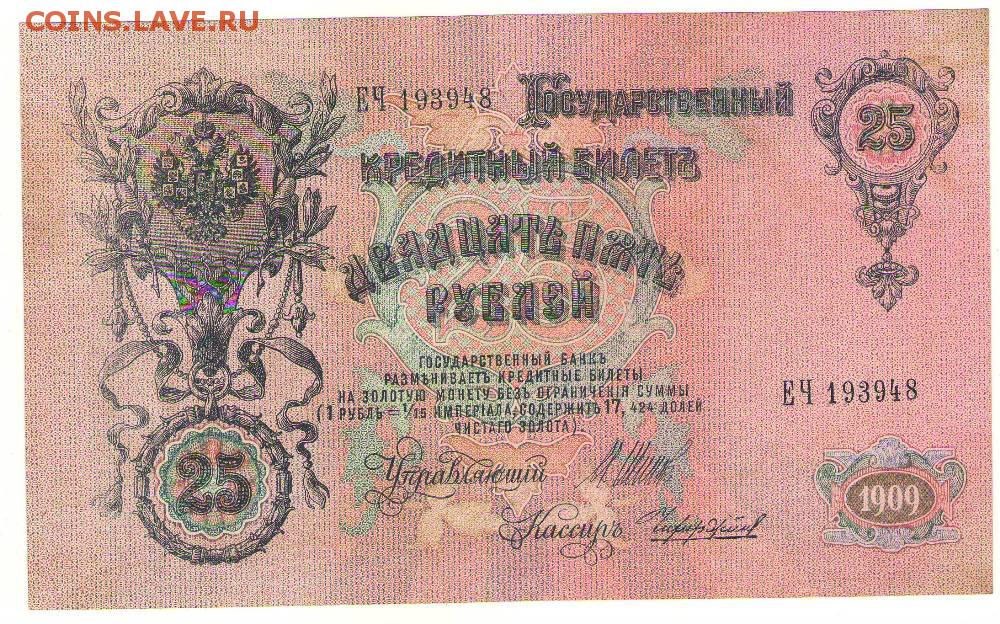 COINS.LAVE.RU
ЕЧ 193948
Государственный
кредитный билетъ
25
двадцать пять
рублей
ГОСУДАРСТВЕННЫЙ БАНКЪ
РАЗМѢНИВАЕТЪ КРЕДИТНЫЕ БИЛЕТЫ
НА ЗОЛОТУЮ МОНЕТУ БЕЗЪ ОГРАНИЧЕНІЯ СУММЫ
(1 РУБЛЬ = 1/15 ИМПЕРІАЛА, СОДЕРЖИТЪ 17, 424 ДОЛЕЙ
ЧИСТАГО ЗОЛОТА).
ЕЧ 193948
25
Управляющій
Кассиръ
1909